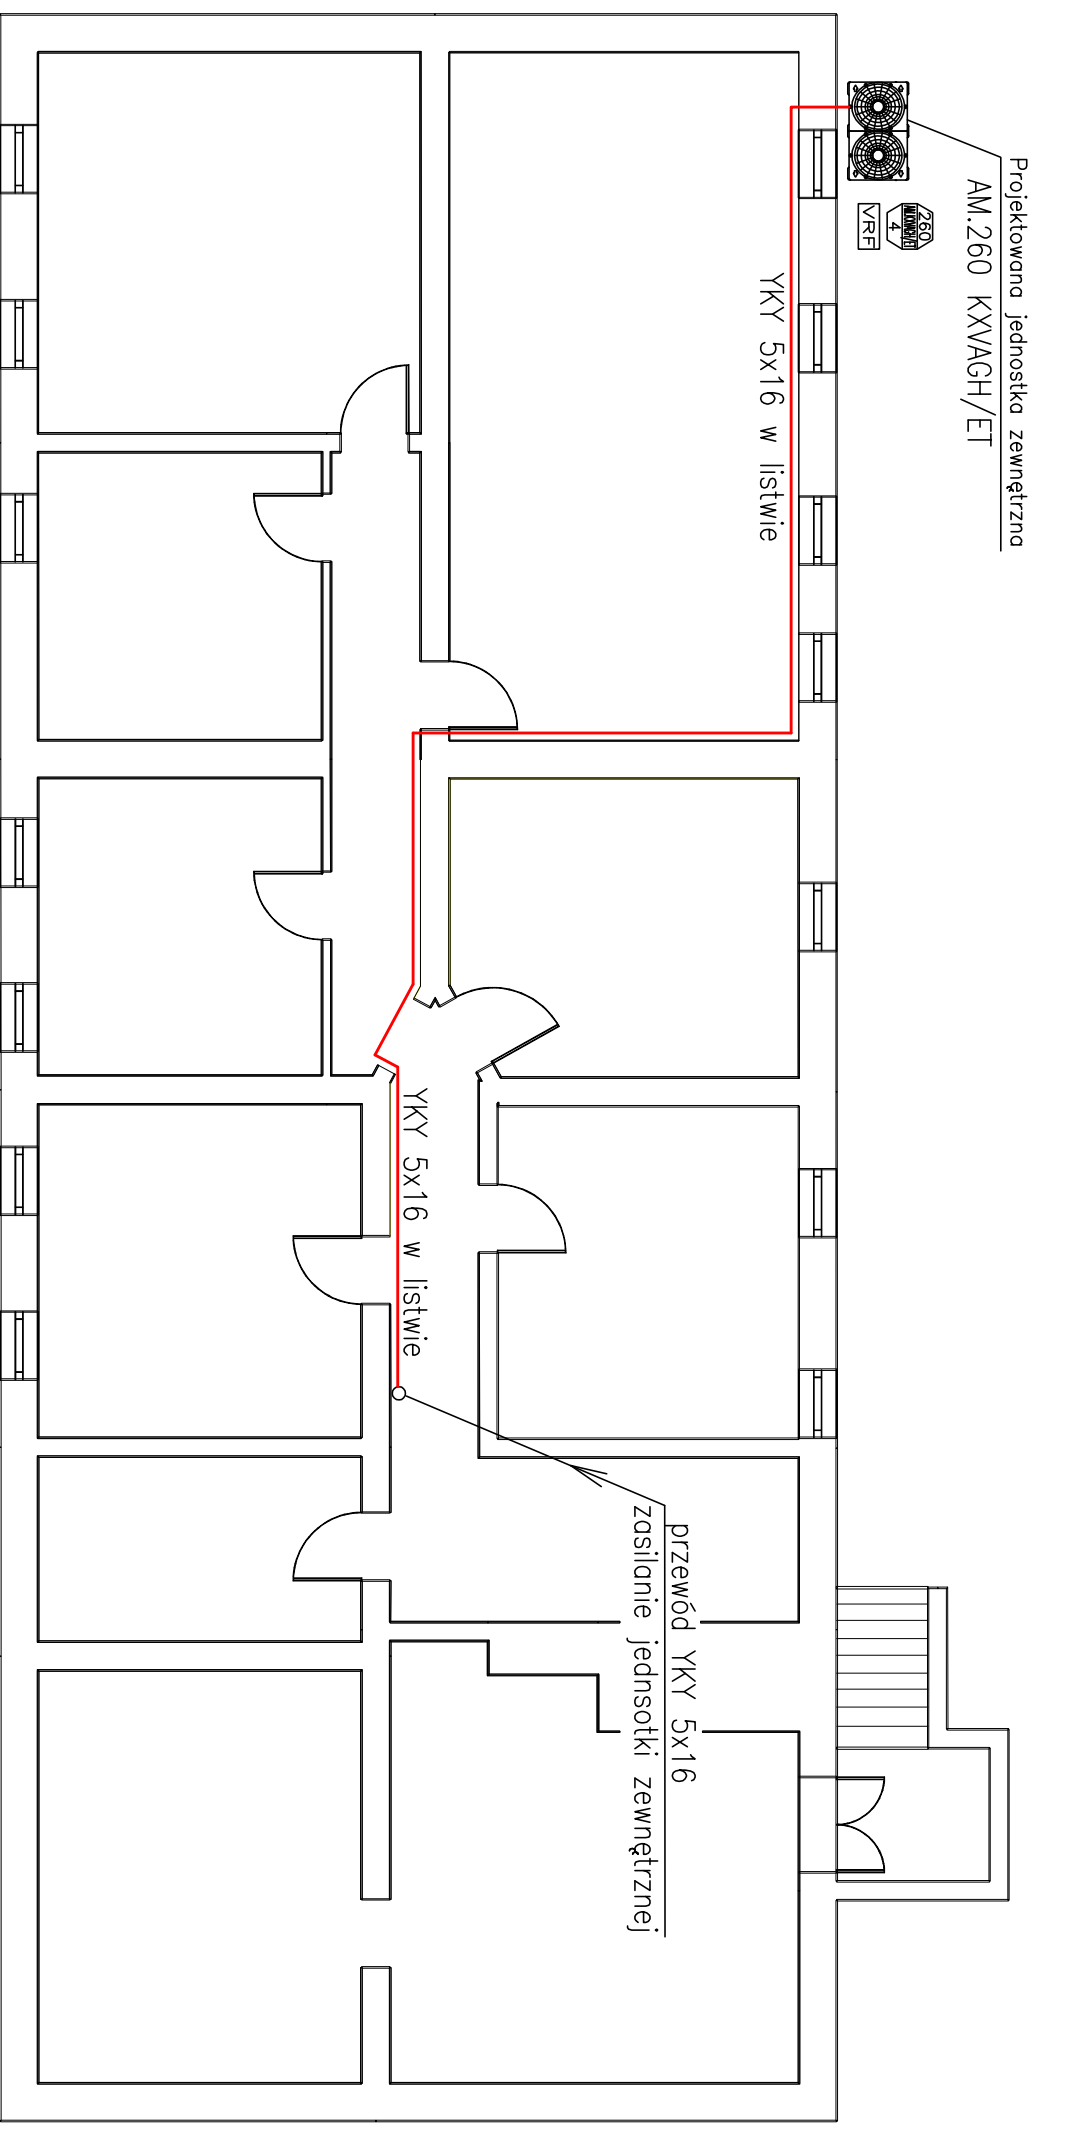 Projektowana jednostka zewnętrzna
AM.260 KXVAGH/ET
260
4
VRF
YKY 5x16 w listwie
YKY 5x16 w listwie
przewód YKY 5x16
zasilanie jednsotki zewnętrznej